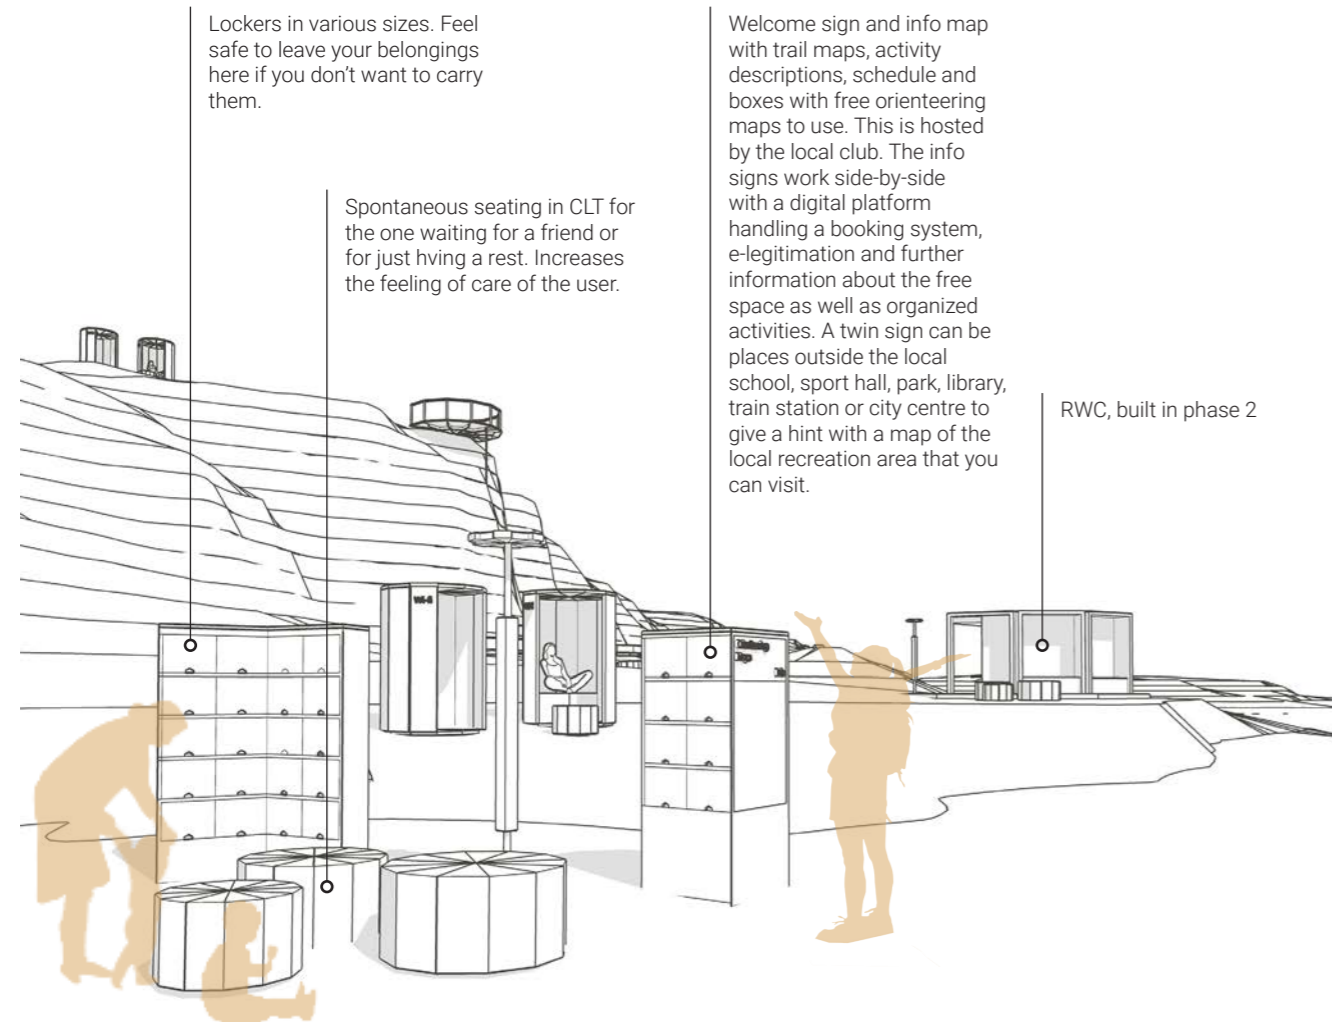 Lockers in various sizes. Feel
safe to leave your belongings
here if you don't want to carry
them.
Spontaneous seating in CLT for
the one waiting for a friend or
for just hving a rest. Increases
the feeling of care of the user.
Welcome sign and info map
with trail maps, activity
descriptions, schedule and
boxes with free orienteering
maps to use. This is hosted
by the local club. The info
signs work side-by-side
with a digital platform
handling a booking system,
e-legitimation and further
information about the free
space as well as organized
activities. A twin sign can be
places outside the local
school, sport hall, park, library,
train station or city centre to
give a hint with a map of the
local recreation area that you
can visit.
RWC, built in phase 2